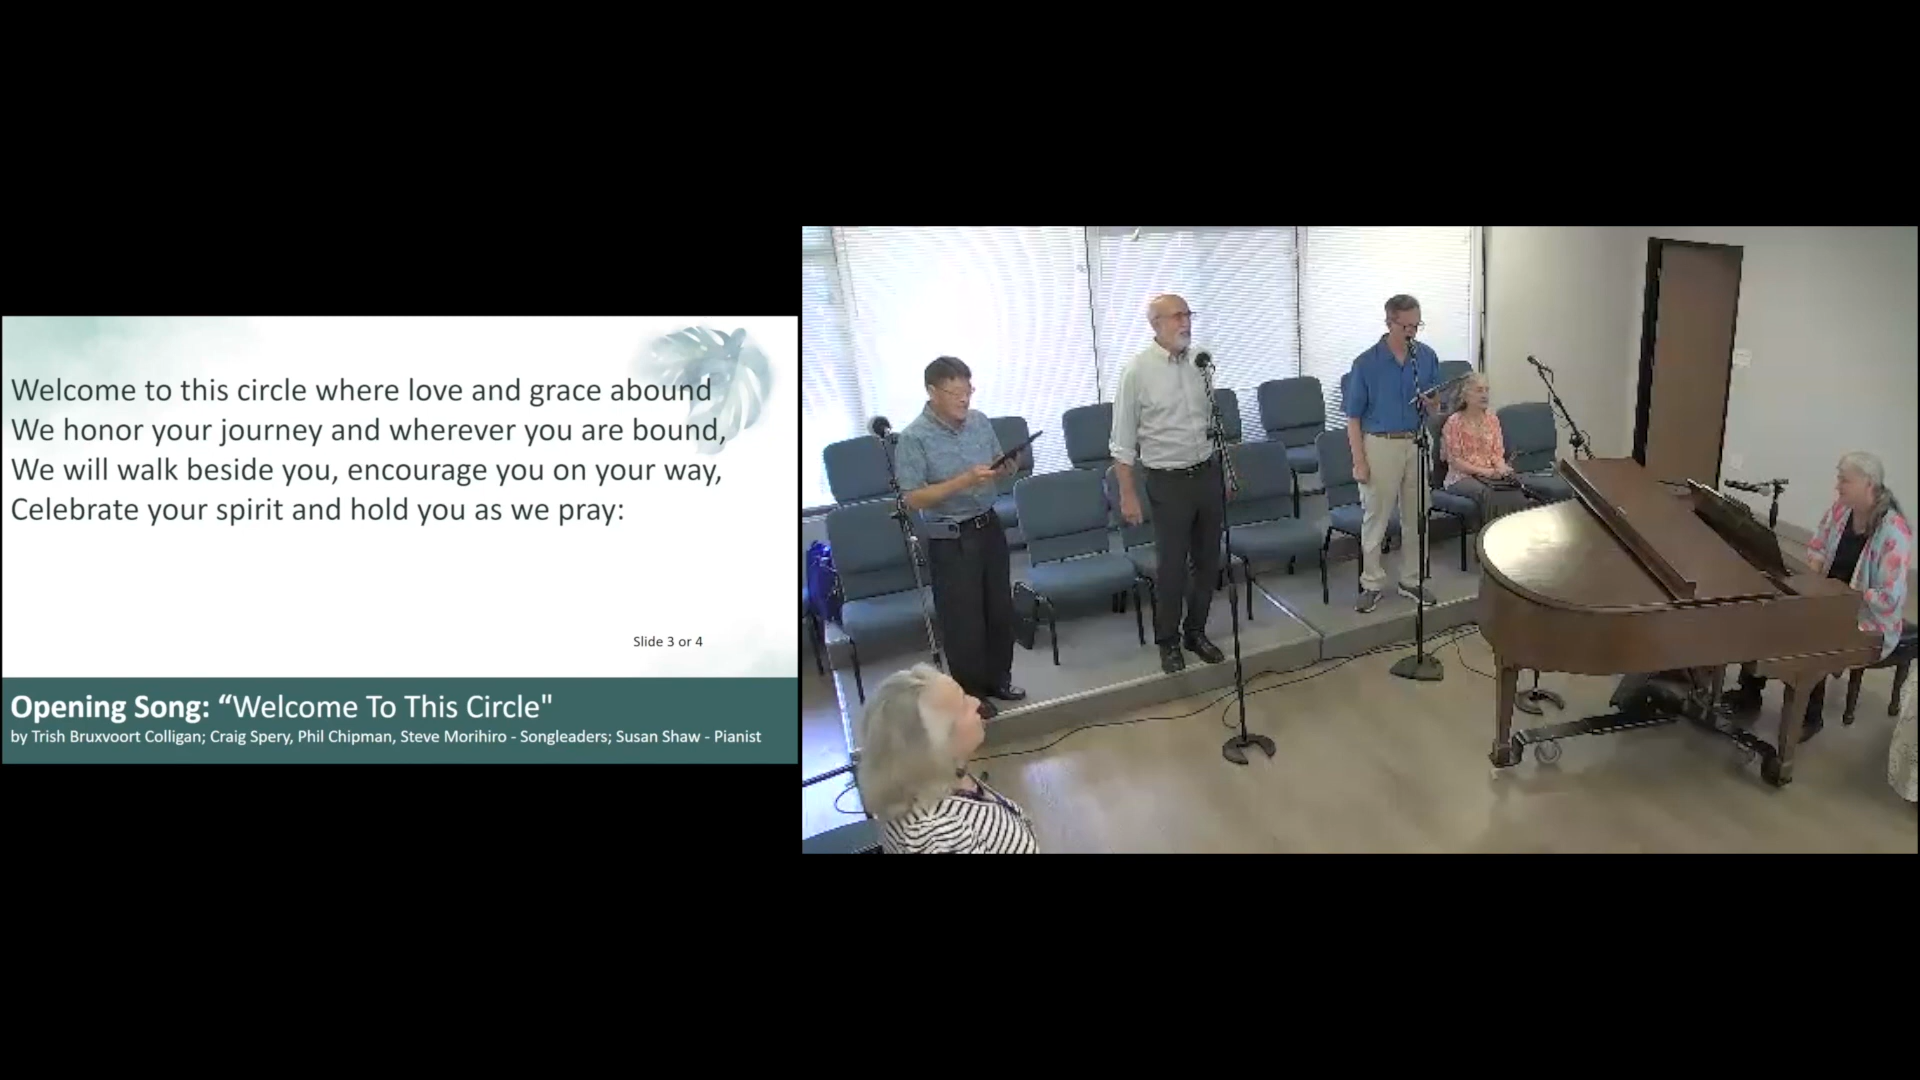 Welcome to this circle where love and grace abound
We honor your journey and wherever you are bound,
We will walk beside you, encourage you on your way,
Celebrate your spirit and hold you as we pray:
Slide 3 or 4
Opening Song: “Welcome To This Circle"
by Trish Bruxvoort Colligan; Craig Spery, Phil Chipman, Steve Morihiro - Songleaders; Susan Shaw - Pianist